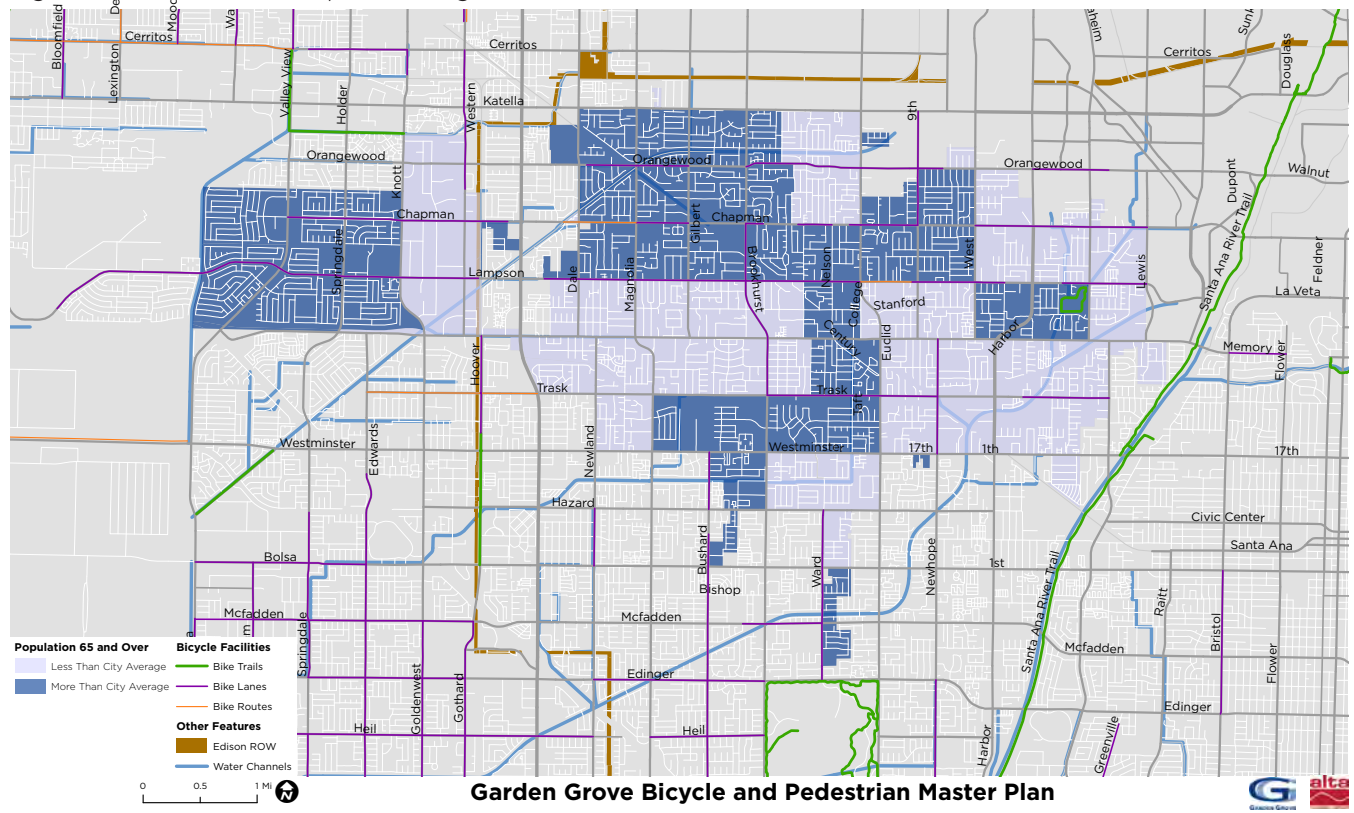 Bloomfield
Lexington
Cerritos
Valley View
Holder
Western
Cerritos
Katella
9th
Cerritos
Douglass
Orangewood
Knott
Orangewood
Orangewood
Walnut
Dupont
Chapman
Chapman
Gilbert
Springdale
Lampson
Dale
Magnolia
Brookhurst
Nelson
College
West
Lewis
Santa Ana River Trail
Feldner
La Veta
Stanford
Century
Euclid
Harbor
Memory
Flower
Hoover
Trask
Trask
Taft
Westminster
Edwards
Newland
Westminster
17th
1th
17th
Hazard
Civic Center
Santa Ana
Bolsa
Bushard
Bishop
Ward
Newhope
1st
Santa Ana River Trail
Raitt
Bristol
Mcfadden
m
a
Springdale
Mcfadden
Mcfadden
Flower
Goldenwest
Gothard
Edinger
Edinger
Heil
Heil
Harbor
Greenville
Population 65 and Over
Less Than City Average
More Than City Average
Bicycle Facilities
Bike Trails
Bike Lanes
Bike Routes
Other Features
Edison ROW
Water Channels
0 0.5 1 Mi
N
Garden Grove Bicycle and Pedestrian Master Plan
G
GARDEN GROVE
alta